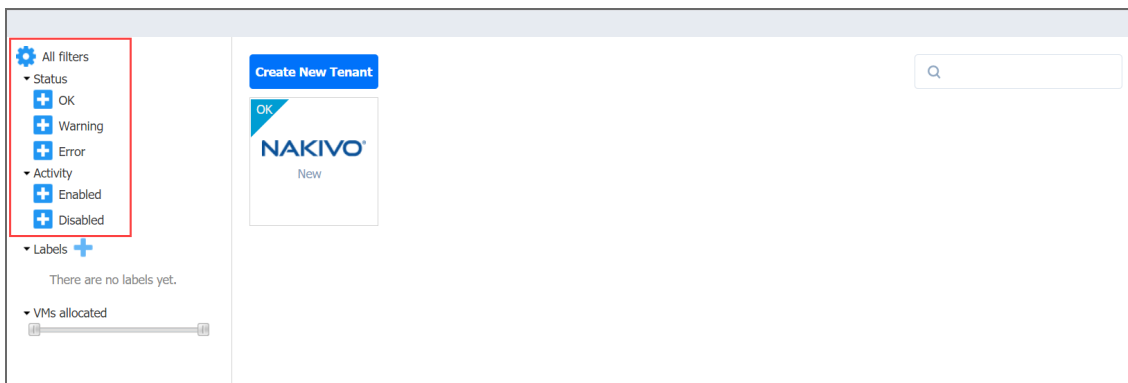 All filters
Status
OK
Warning
Error
Activity
Enabled
Disabled
Labels
There are no labels yet.
VMs allocated
Create New Tenant
OK
NAKIVO®
New